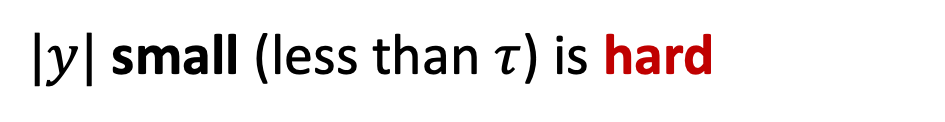 |y| small (less than τ) is hard